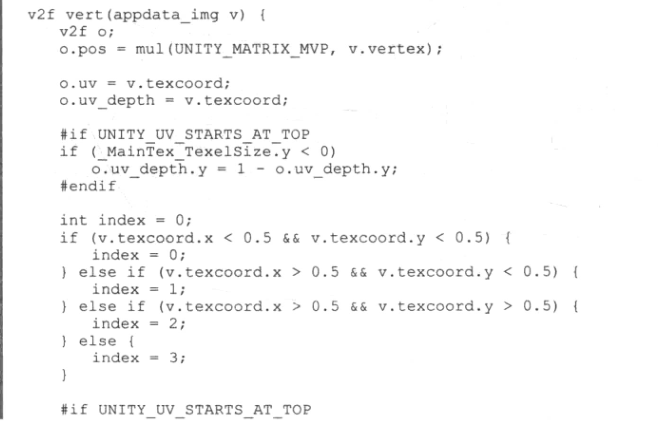 v2f vert(appdata_img v) {
v2f o;
o.pos = mul(UNITY_MATRIX_MVP, v.vertex);
o.uv = v.texcoord;
o.uv_depth = v.texcoord;
#if UNITY_UV_STARTS_AT_TOP
if (_MainTex_TexelSize.y < 0)
o.uv_depth.y = 1 - o.uv_depth.y;
#endif
int index = 0;
if (v.texcoord.x < 0.5 && v.texcoord.y < 0.5) {
index = 0;
} else if (v.texcoord.x > 0.5 && v.texcoord.y < 0.5) {
index = 1;
} else if (v.texcoord.x > 0.5 && v.texcoord.y > 0.5) {
index = 2;
} else {
index = 3;
}
#if UNITY_UV_STARTS_AT_TOP